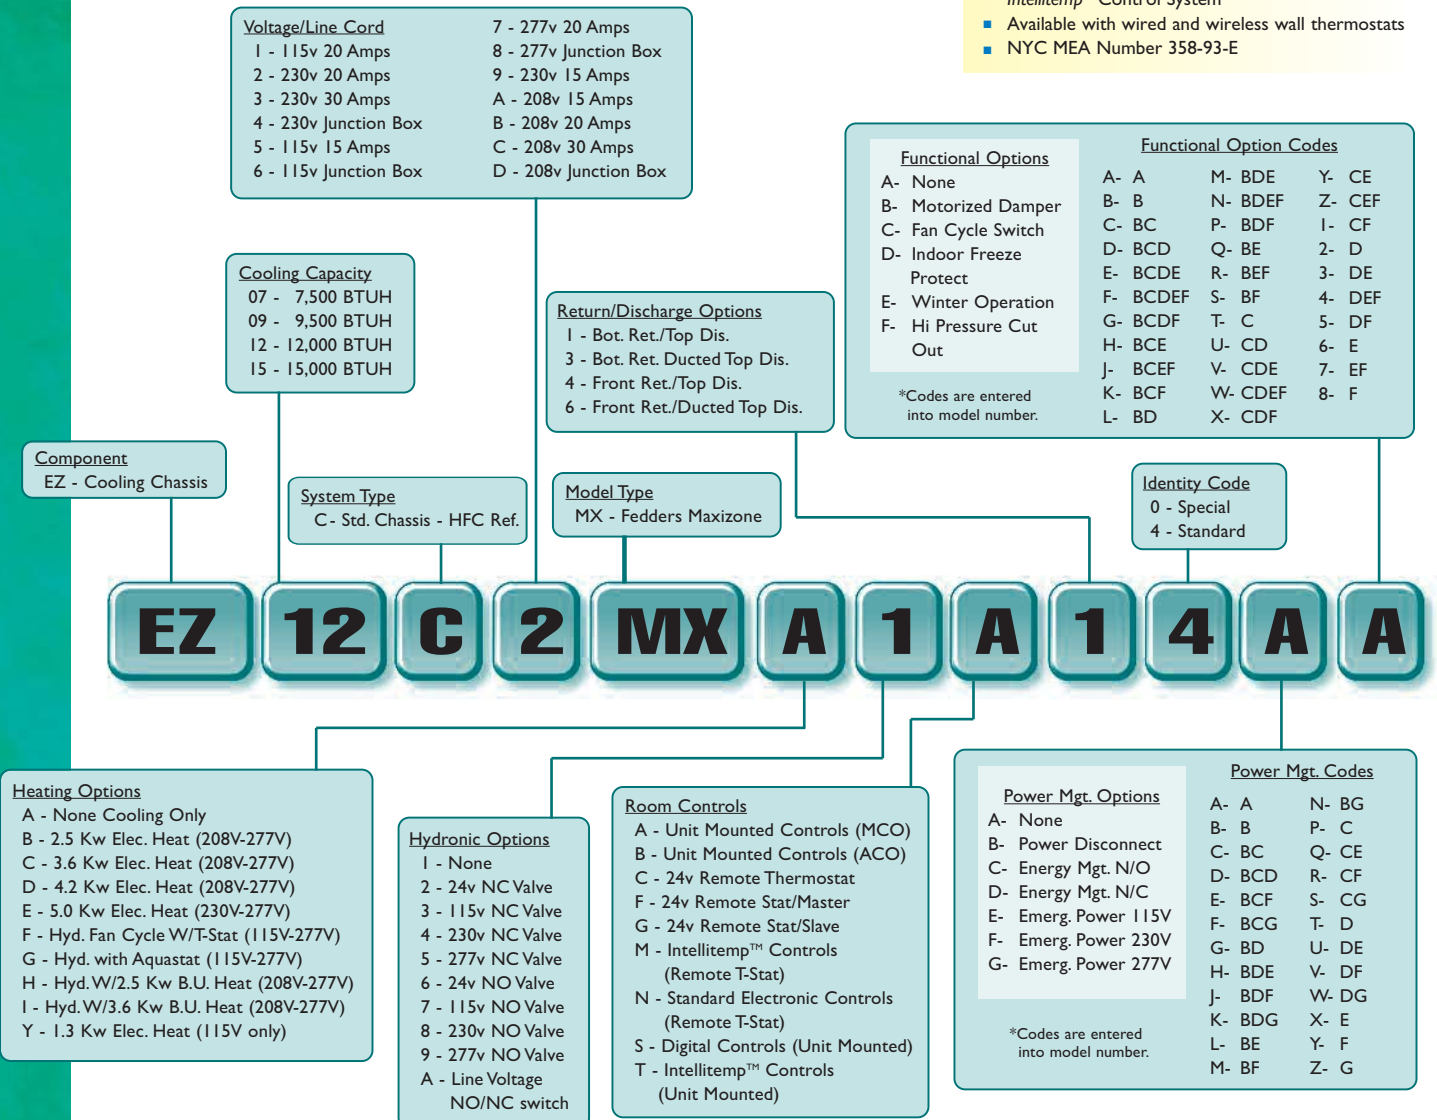 Intellitemp Control System
Available with wired and wireless wall thermostats
NYC MEA Number 358-93-E
Voltage/Line Cord
1 - 115v 20 Amps
2 - 230v 20 Amps
3 - 230v 30 Amps
4 - 230v Junction Box
5 - 115v 15 Amps
6 - 115v Junction Box
7 - 277v 20 Amps
8 - 277v Junction Box
9 - 230v 15 Amps
A - 208v 15 Amps
B - 208v 20 Amps
C - 208v 30 Amps
D - 208v Junction Box
Functional Options
A- None
B- Motorized Damper
C- Fan Cycle Switch
D- Indoor Freeze
Protect
E- Winter Operation
F- Hi Pressure Cut
Out
*Codes are entered
into model number.
Functional Option Codes
A- A
B- B
C- BC
D- BCD
E- BCDE
F- BCDEF
G- BCDF
H- BCE
J- BCEF
K- BCF
L- BD
M- BDE
N- BDEF
P- BDF
Q- BE
R- BEF
S- BF
T- C
U- CD
V- CDE
W- CDEF
X- CDF
Y- CE
Z- CEF
1- CF
2- D
3- DE
4- DEF
5- DF
6- E
7- EF
8- F
Cooling Capacity
07 - 7,500 BTUH
09 - 9,500 BTUH
12 - 12,000 BTUH
15 - 15,000 BTUH
Return/Discharge Options
1 - Bot. Ret./Top Dis.
3 - Bot. Ret. Ducted Top Dis.
4 - Front Ret./Top Dis.
6 - Front Ret./Ducted Top Dis.
Component
EZ - Cooling Chassis
System Type
C - Std. Chassis - HFC Ref.
Model Type
MX - Fedders Maxizone
Identity Code
0 - Special
4 - Standard
EZ 12 C 2 MX A 1 A 1 4 A A
Heating Options
A - None Cooling Only
B - 2.5 Kw Elec. Heat (208V-277V)
C - 3.6 Kw Elec. Heat (208V-277V)
D - 4.2 Kw Elec. Heat (208V-277V)
E - 5.0 Kw Elec. Heat (230V-277V)
F - Hyd. Fan Cycle W/T-Stat (115V-277V)
G - Hyd. with Aquastat (115V-277V)
H - Hyd. W/2.5 Kw B.U. Heat (208V-277V)
I - Hyd. W/3.6 Kw B.U. Heat (208V-277V)
Y - 1.3 Kw Elec. Heat (115V only)
Hydronic Options
1 - None
2 - 24v NC Valve
3 - 115v NC Valve
4 - 230v NC Valve
5 - 277v NC Valve
6 - 24v NO Valve
7 - 115v NO Valve
8 - 230v NO Valve
9 - 277v NO Valve
A - Line Voltage
NO/NC switch
Room Controls
A - Unit Mounted Controls (MCO)
B - Unit Mounted Controls (ACO)
C - 24v Remote Thermostat
F - 24v Remote Stat/Master
G - 24v Remote Stat/Slave
M - Intellitemp™ Controls
(Remote T-Stat)
N - Standard Electronic Controls
(Remote T-Stat)
S - Digital Controls (Unit Mounted)
T - Intellitemp™ Controls
(Unit Mounted)
Power Mgt. Options
A- None
B- Power Disconnect
C- Energy Mgt. N/O
D- Energy Mgt. N/C
E- Emerg. Power 115V
F- Emerg. Power 230V
G- Emerg. Power 277V
*Codes are entered
into model number.
Power Mgt. Codes
A- A
B- B
C- BC
D- BCD
E- BCF
F- BCG
G- BD
H- BDE
J- BDF
K- BDG
L- BE
M- BF
N- BG
P- C
Q- CE
R- CF
S- CG
T- D
U- DE
V- DF
W- DG
X- E
Y- F
Z- G